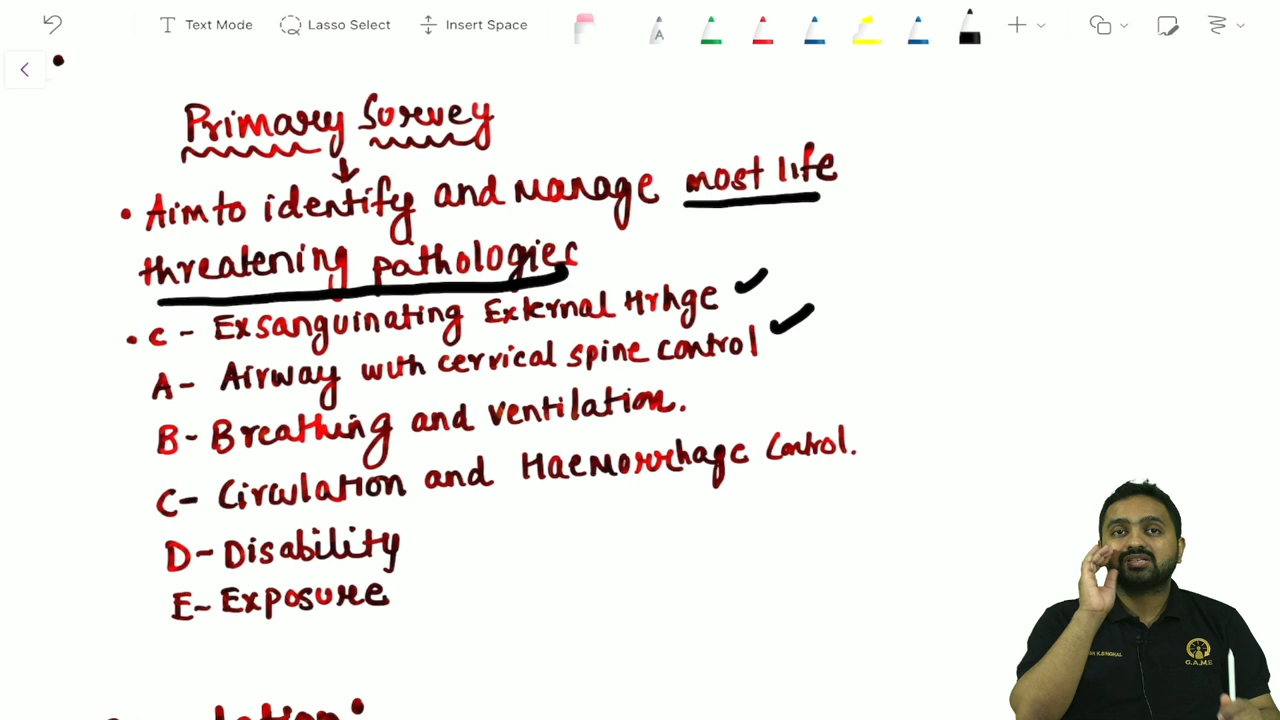 Text Mode
Lasso Select
Insert Space
Primary Survey
• Aim to identify and Manage most life
threatening pathologies
• C - Exsanguinating External Hrhge
A- Airway with cervical spine control
B- Breathing and ventilation.
C- Circulation and Haemorrhage Control.
D- Disability
E- Exposure
G.A.M.E